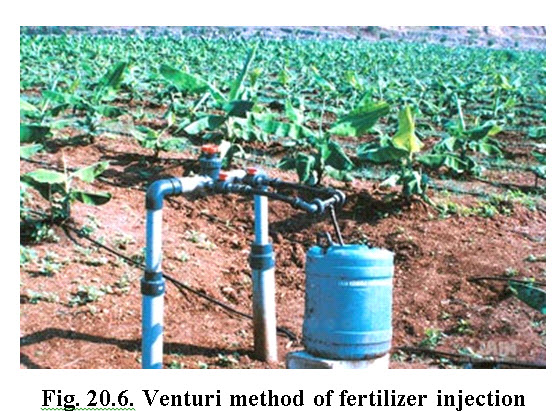 Fig. 20.6. Venturi method of fertilizer injection